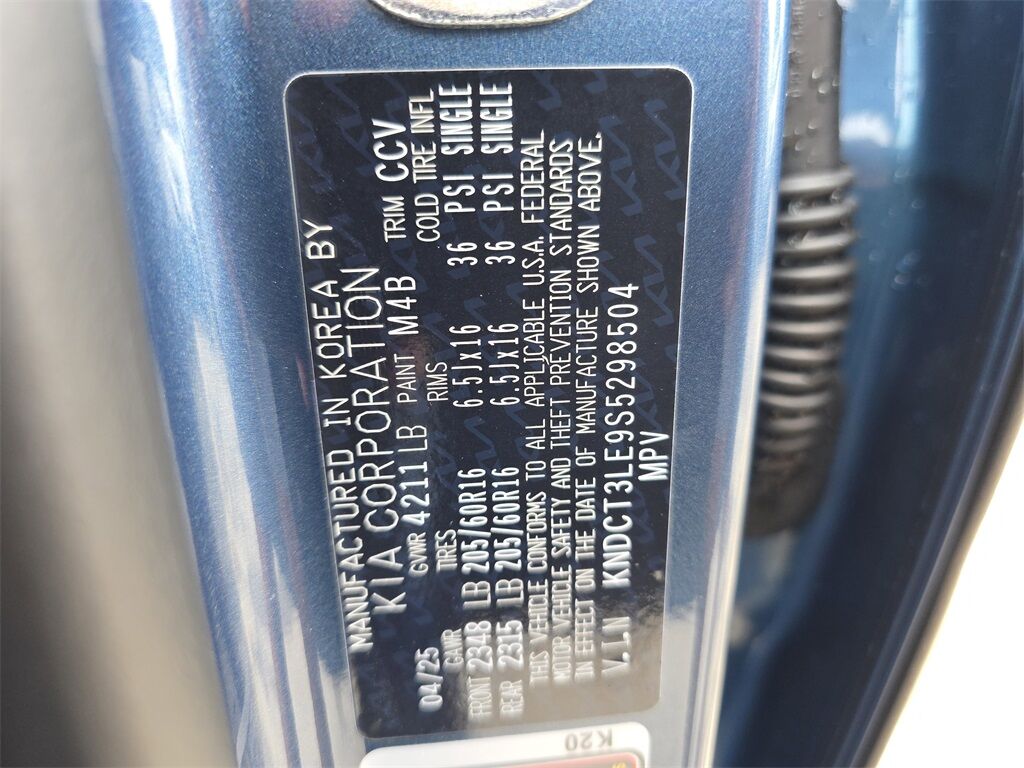 MANUFACTURED IN KOREA BY
KIA CORPORATION
04/25 GVWR 4211LB PAINT M4B TRIM CCV
GAWR TIRES RIMS COLD TIRE INFL
FRONT 2348 LB 205/60R16 6.5Jx16 36 PSI SINGLE
REAR 2315 LB 205/60R16 6.5Jx16 36 PSI SINGLE
THIS VEHICLE CONFORMS TO ALL APPLICABLE U.S.A. FEDERAL
MOTOR VEHICLE SAFETY AND THEFT PREVENTION STANDARDS
IN EFFECT ON THE DATE OF MANUFACTURE SHOWN ABOVE.
V.I.N KNDCT3LE9S5298504
MPV
K20